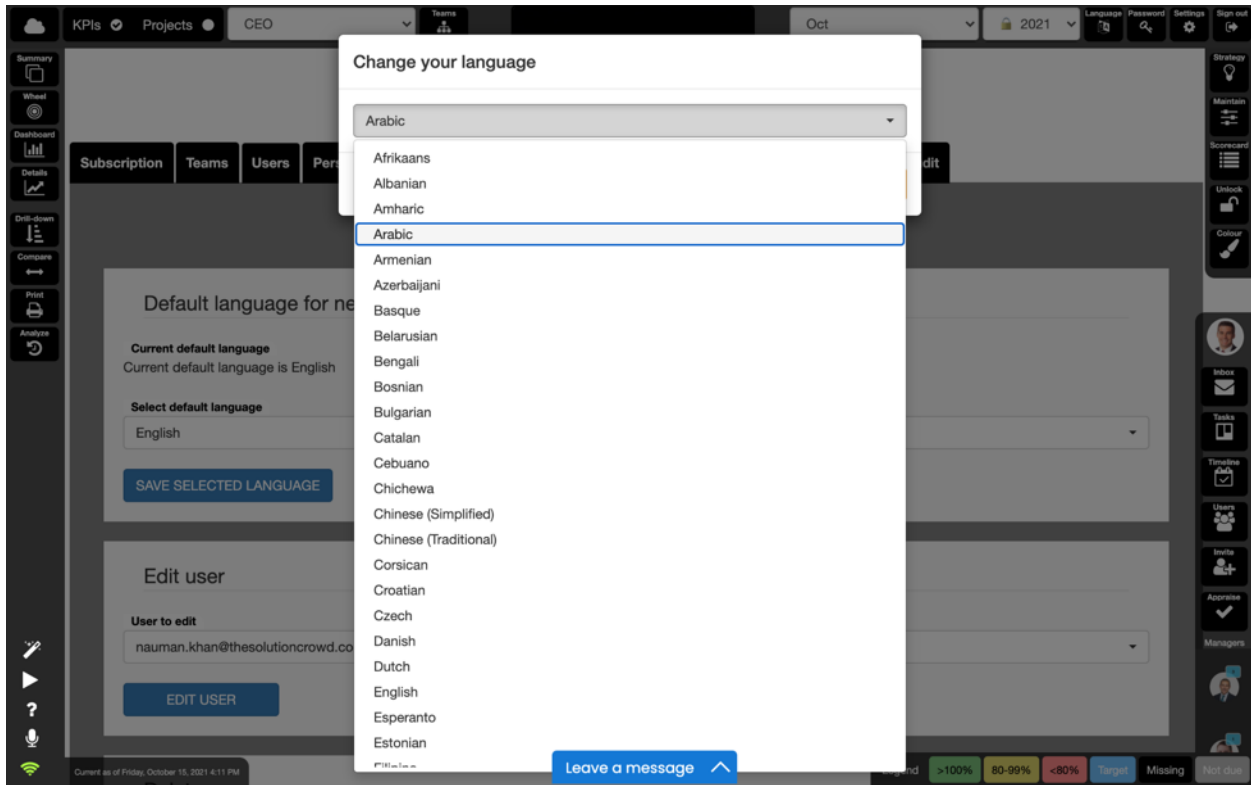 KPIs
Projects
CEO
Teams
Oct
2021
Language
Password
Settings
Sign out
Summary
Wheel
Dashboard
Details
Drill-down
Compare
Print
Analyze
Change your language
Arabic
Afrikaans
Albanian
Amharic
Arabic
Armenian
Azerbaijani
Basque
Belarusian
Bengali
Bosnian
Bulgarian
Catalan
Cebuano
Chichewa
Chinese (Simplified)
Chinese (Traditional)
Corsican
Croatian
Czech
Danish
Dutch
English
Esperanto
Estonian
Subscription
Teams
Users
Default language for ne
Current default language
Current default language is English
Select default language
English
SAVE SELECTED LANGUAGE
Edit user
User to edit
nauman.khan@thesolutioncrowd.co
EDIT USER
Strategy
Maintain
Scorecard
Unlock
Colour
Inbox
Tasks
Timeline
Users
Invite
Appraise
Managers
?
Current as of Friday, October 15, 2021 4:11 PM
Leave a message
>100%
80-99%
<80%
Target
Missing
Not due